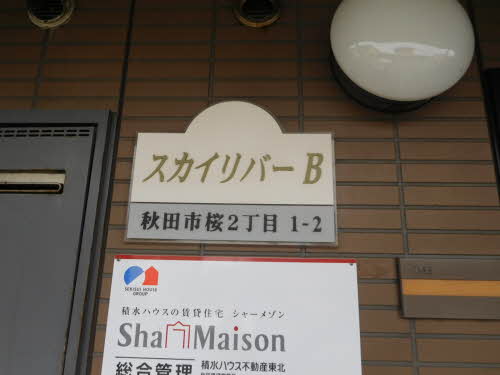 スカイリバー B
秋田市桜2丁目 1-2
SEKISUI HOUSE
GROUP
積水ハウスの賃貸住宅 シャーメゾン
Sha Maison
総合管理
積水ハウス不動産東北